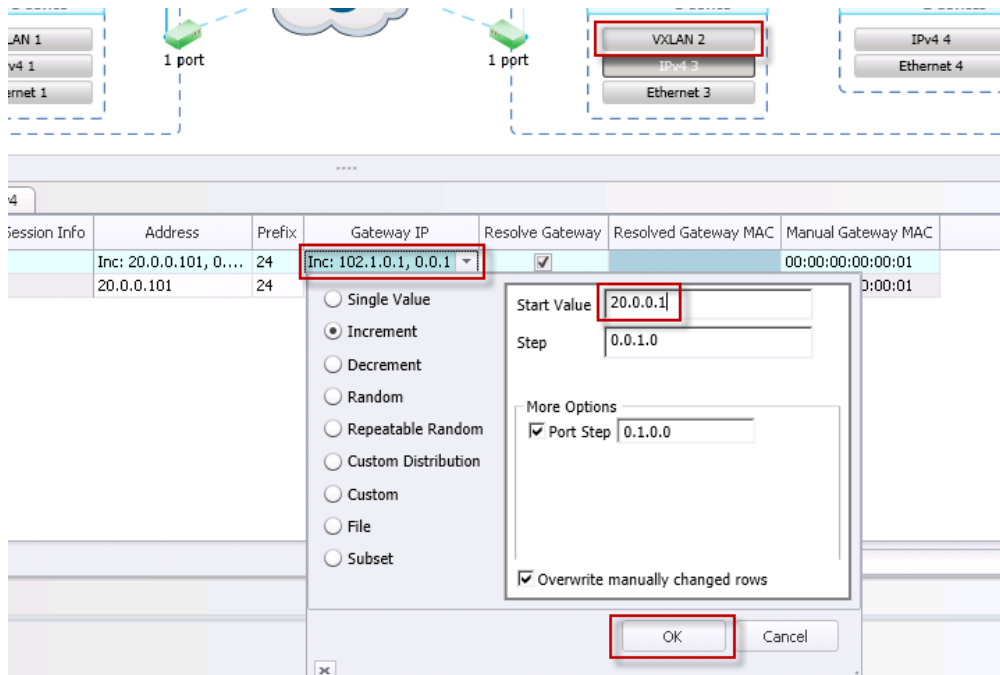 LAN 1
v4 1
ernet 1
1 port
1 port
VXLAN 2
IPv4 3
Ethernet 3
IPv4 4
Ethernet 4
v4
Session Info Address Prefix Gateway IP Resolve Gateway Resolved Gateway MAC Manual Gateway MAC
Inc: 20.0.0.101, 0.... 24 Inc: 102.1.0.1, 0.0.1 00:00:00:00:00:01
20.0.0.101 24 0:00:01
Single Value
Increment
Decrement
Random
Repeatable Random
Custom Distribution
Custom
File
Subset
Start Value 20.0.0.1
Step 0.0.1.0
More Options
Port Step 0.1.0.0
Overwrite manually changed rows
OK Cancel